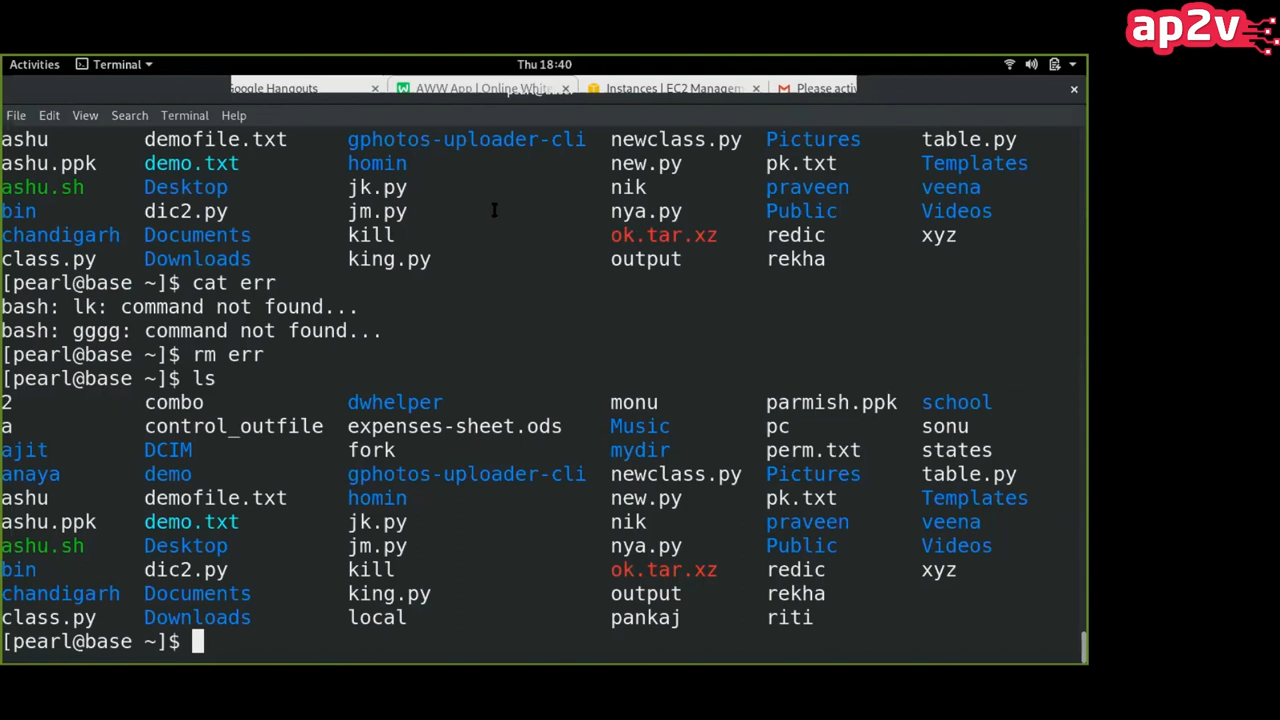 ap2v
Activities Terminal Thu 18:40
Google Hangouts AWW App | Online Whit Instances | EC2 Managem Please activ
File Edit View Search Terminal Help
ashu demofile.txt gphotos-uploader-cli newclass.py Pictures table.py
ashu.ppk demo.txt homin new.py pk.txt Templates
ashu.sh Desktop jk.py nik praveen veena
bin dic2.py jm.py nya.py Public Videos
chandigarh Documents kill ok.tar.xz redic xyz
class.py Downloads king.py output rekha
[pearl@base ~]$ cat err
bash: lk: command not found...
bash: gggg: command not found...
[pearl@base ~]$ rm err
[pearl@base ~]$ ls
2 combo dwhelper monu parmish.ppk school
a control_outfile expenses-sheet.ods Music pc sonu
ajit DCIM fork mydir perm.txt states
anaya demo gphotos-uploader-cli newclass.py Pictures table.py
ashu demofile.txt homin new.py pk.txt Templates
ashu.ppk demo.txt jk.py nik praveen veena
ashu.sh Desktop jm.py nya.py Public Videos
bin dic2.py kill ok.tar.xz redic xyz
chandigarh Documents king.py output rekha
class.py Downloads local pankaj riti
[pearl@base ~]$